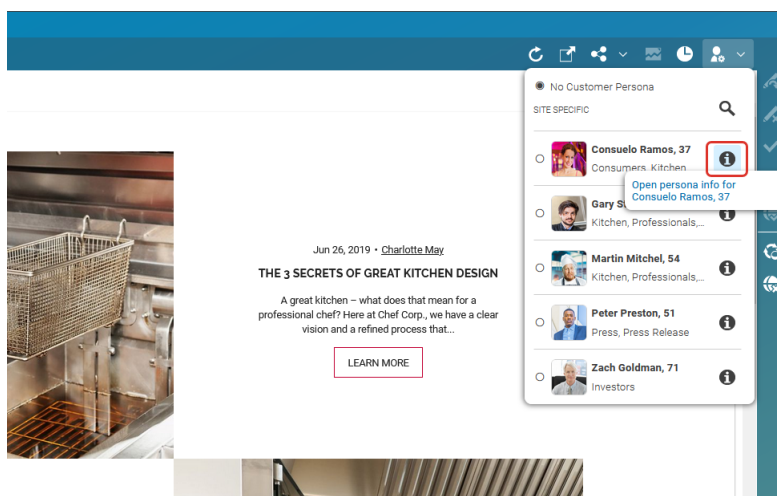 No Customer Persona
SITE SPECIFIC
Consuelo Ramos, 37
Consumers, Kitchen
Open persona info for
Consuelo Ramos, 37
Gary
Kitchen, Professionals,...
Martin Mitchel, 54
Kitchen, Professionals,...
Peter Preston, 51
Press, Press Release
Zach Goldman, 71
Investors
Jun 26, 2019 • Charlotte May
THE 3 SECRETS OF GREAT KITCHEN DESIGN
A great kitchen – what does that mean for a
professional chef? Here at Chef Corp., we have a clear
vision and a refined process that...
LEARN MORE